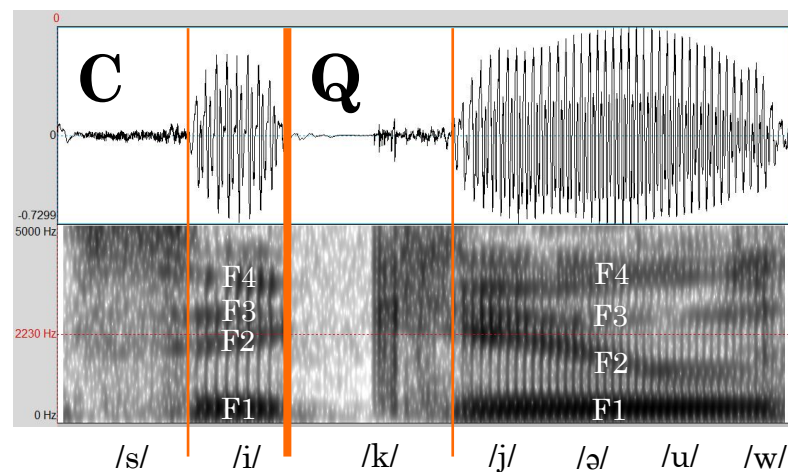 0
C Q
0
-0.7299
5000 Hz
F4 F4
F3 F3
2230 Hz
F2 F2
F1 F1
0 Hz
/s/ /i/ /k/ /j/ /ə/ /u/ /w/